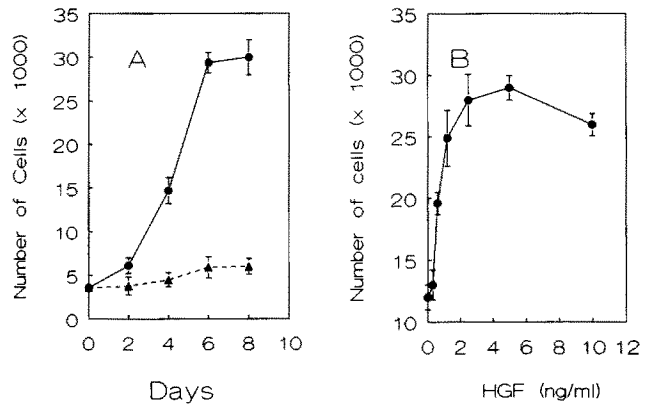 A
Number of Cells (x 1000)
35
30
25
20
15
10
5
0
0 2 4 6 8 10
Days
B
Number of cells (x 1000)
35
30
25
20
15
10
0 2 4 6 8 10 12
HGF (ng/ml)